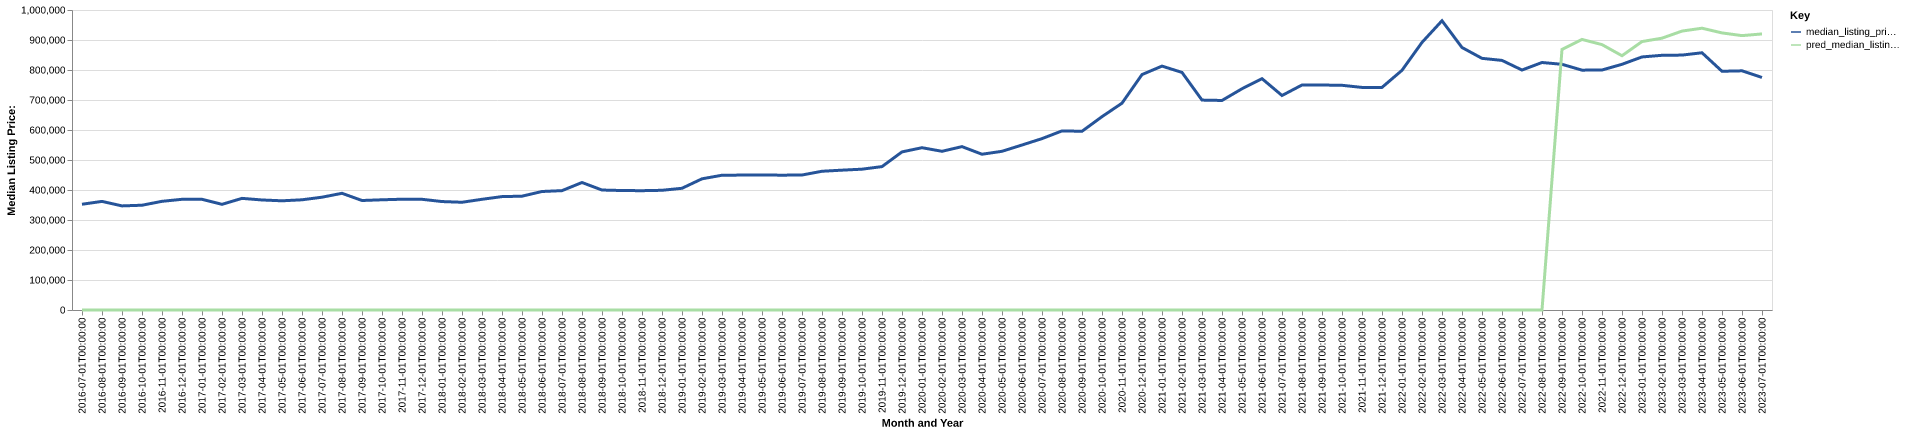 1,000,000
900,000
800,000
700,000
600,000
500,000
400,000
300,000
200,000
100,000
0
Median Listing Price:
2016-07-01T00:00:00
2016-08-01T00:00:00
2016-09-01T00:00:00
2016-10-01T00:00:00
2016-11-01T00:00:00
2016-12-01T00:00:00
2017-01-01T00:00:00
2017-02-01T00:00:00
2017-03-01T00:00:00
2017-04-01T00:00:00
2017-05-01T00:00:00
2017-06-01T00:00:00
2017-07-01T00:00:00
2017-08-01T00:00:00
2017-09-01T00:00:00
2017-10-01T00:00:00
2017-11-01T00:00:00
2017-12-01T00:00:00
2018-01-01T00:00:00
2018-02-01T00:00:00
2018-03-01T00:00:00
2018-04-01T00:00:00
2018-05-01T00:00:00
2018-06-01T00:00:00
2018-07-01T00:00:00
2018-08-01T00:00:00
2018-09-01T00:00:00
2018-10-01T00:00:00
2018-11-01T00:00:00
2018-12-01T00:00:00
2019-01-01T00:00:00
2019-02-01T00:00:00
2019-03-01T00:00:00
2019-04-01T00:00:00
2019-05-01T00:00:00
2019-06-01T00:00:00
2019-07-01T00:00:00
2019-08-01T00:00:00
2019-09-01T00:00:00
2019-10-01T00:00:00
2019-11-01T00:00:00
2019-12-01T00:00:00
2020-01-01T00:00:00
2020-02-01T00:00:00
2020-03-01T00:00:00
2020-04-01T00:00:00
2020-05-01T00:00:00
2020-06-01T00:00:00
2020-07-01T00:00:00
2020-08-01T00:00:00
2020-09-01T00:00:00
2020-10-01T00:00:00
2020-11-01T00:00:00
2020-12-01T00:00:00
2021-01-01T00:00:00
2021-02-01T00:00:00
2021-03-01T00:00:00
2021-04-01T00:00:00
2021-05-01T00:00:00
2021-06-01T00:00:00
2021-07-01T00:00:00
2021-08-01T00:00:00
2021-09-01T00:00:00
2021-10-01T00:00:00
2021-11-01T00:00:00
2021-12-01T00:00:00
2022-01-01T00:00:00
2022-02-01T00:00:00
2022-03-01T00:00:00
2022-04-01T00:00:00
2022-05-01T00:00:00
2022-06-01T00:00:00
2022-07-01T00:00:00
2022-08-01T00:00:00
2022-09-01T00:00:00
2022-10-01T00:00:00
2022-11-01T00:00:00
2022-12-01T00:00:00
2023-01-01T00:00:00
2023-02-01T00:00:00
2023-03-01T00:00:00
2023-04-01T00:00:00
2023-05-01T00:00:00
2023-06-01T00:00:00
2023-07-01T00:00:00
Month and Year
Key
median_listing_pri…
pred_median_listin…